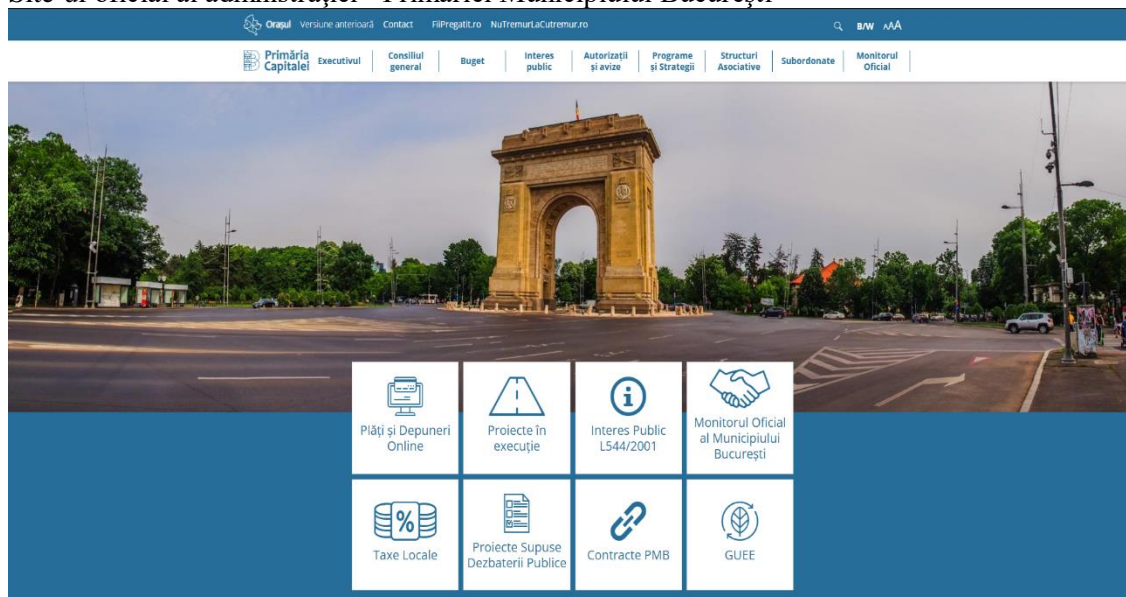 Site-ul oficial al administrației - Primăriei Municipiului București
Orașul Versiune anterioară Contact FiiPregatit.ro NuTremurLaCutremur.ro B/W AAA
Primăria Capitalei
Executivul
Consiliul general
Buget
Interes public
Autorizații și avize
Programe și Strategii
Structuri Asociative
Subordonate
Monitorul Oficial
Plăți și Depuneri
Online
Proiecte în
execuție
Interes Public
L544/2001
Monitorul Oficial
al Municipiului
București
%
Taxe Locale
Proiecte Supuse
Dezbaterii Publice
Contracte PMB
GUEE